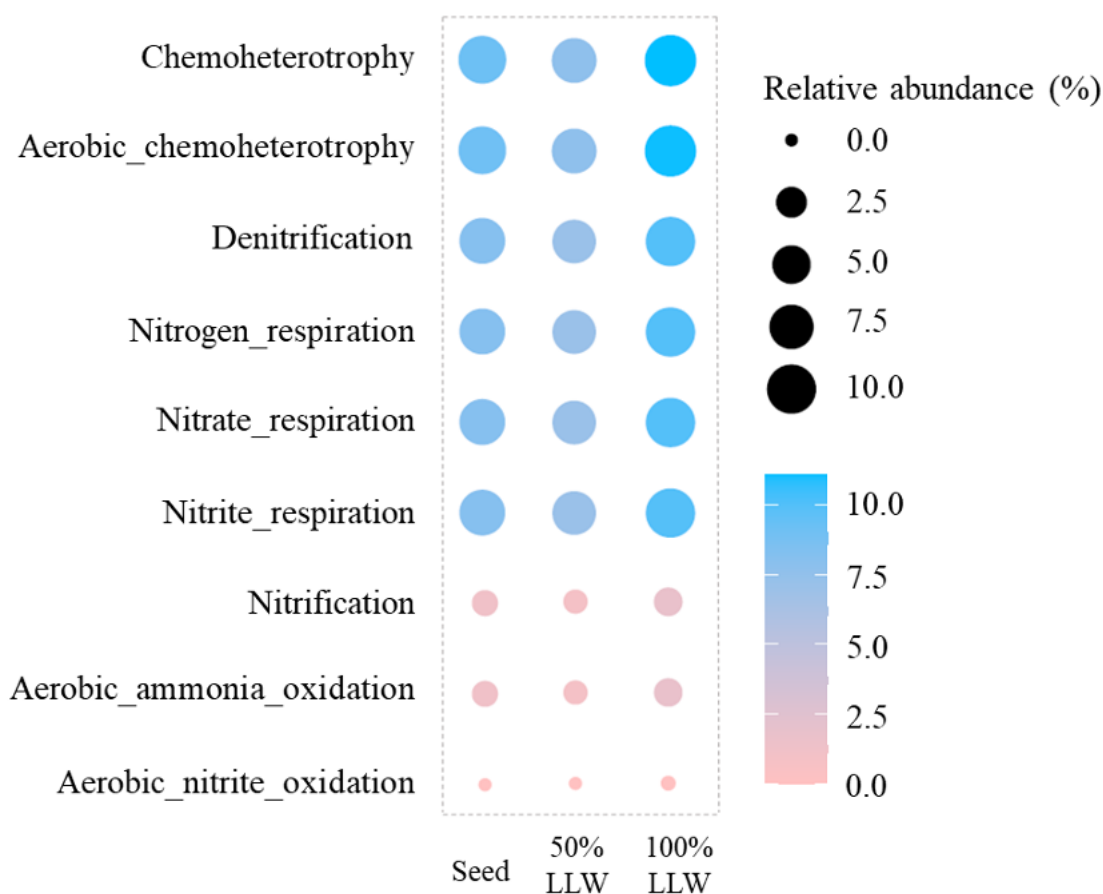 Chemoheterotrophy
Aerobic_chemoheterotrophy
Denitrification
Nitrogen_respiration
Nitrate_respiration
Nitrite_respiration
Nitrification
Aerobic_ammonia_oxidation
Aerobic_nitrite_oxidation
Seed
50%
LLW
100%
LLW
Relative abundance (%)
0.0
2.5
5.0
7.5
10.0
10.0
7.5
5.0
2.5
0.0